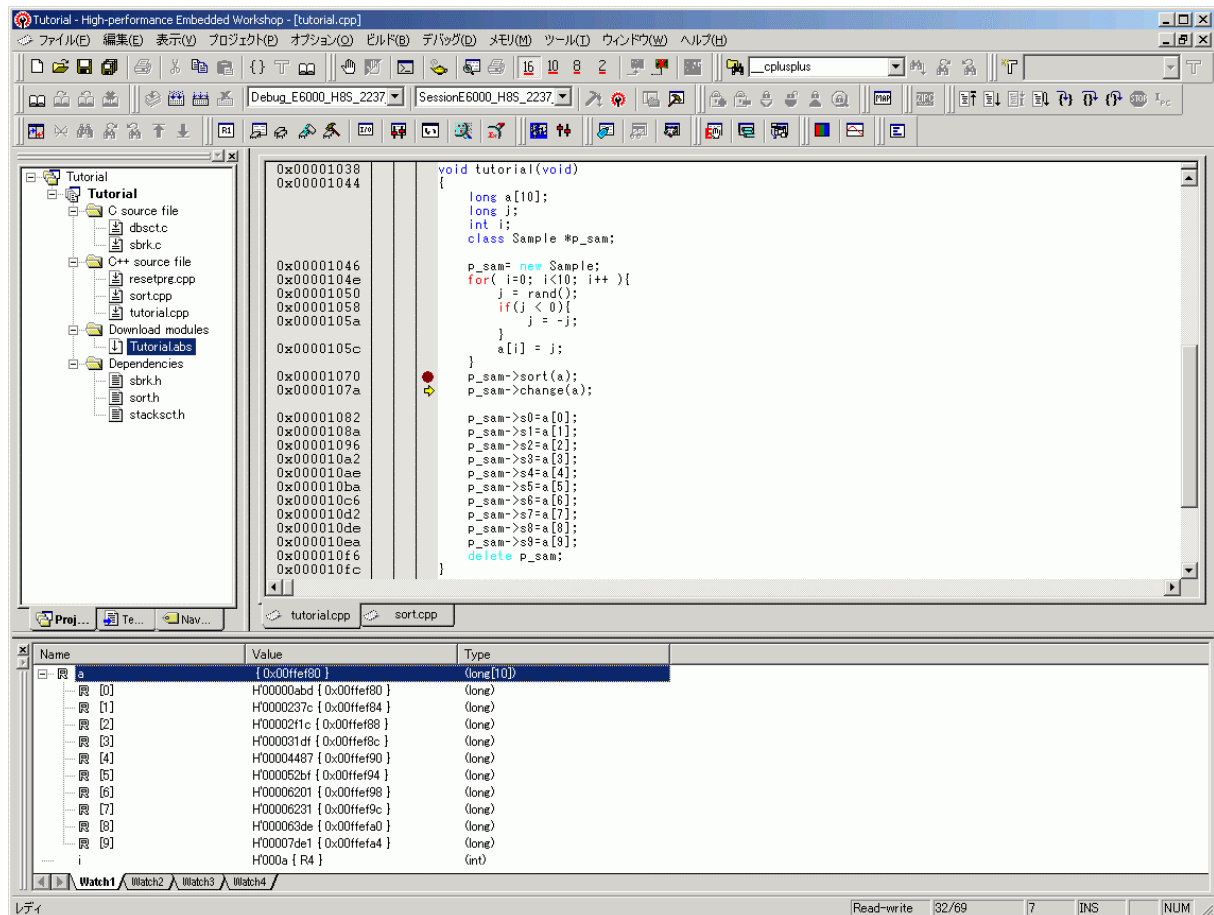 Tutorial - High-performance Embedded Workshop - [tutorial.cpp]
ファイル(F) 編集(E) 表示(V) プロジェクト(P) オプション(O) ビルド(B) デバッグ(D) メモリ(M) ツール(T) ウィンドウ(W) ヘルプ(H)
16 10 8 2 __cplusplus
Debug_E6000_H8S_2237_ SessionE6000_H8S_2237_ MAP
R1 I/O
Tutorial
Tutorial
C source file
dbsct.c
sbrk.c
C++ source file
resetprg.cpp
sort.cpp
tutorial.cpp
Download modules
Tutorial.abs
Dependencies
sbrk.h
sort.h
stacksct.h
Proj... Te... Nav...
0x00001038 void tutorial(void)
0x00001044 {
long a[10];
long j;
int i;
class Sample *p_sam;
0x00001046 p_sam= new Sample;
0x0000104e for( i=0; i<10; i++ ){
0x00001050 j = rand();
0x00001058 if(j < 0){
0x0000105a j = -j;
}
0x0000105c a[i] = j;
}
0x00001070 p_sam->sort(a);
0x0000107a p_sam->change(a);
0x00001082 p_sam->s0=a[0];
0x0000108a p_sam->s1=a[1];
0x00001096 p_sam->s2=a[2];
0x000010a2 p_sam->s3=a[3];
0x000010ae p_sam->s4=a[4];
0x000010ba p_sam->s5=a[5];
0x000010c6 p_sam->s6=a[6];
0x000010d2 p_sam->s7=a[7];
0x000010de p_sam->s8=a[8];
0x000010ea p_sam->s9=a[9];
0x000010f6 delete p_sam;
0x000010fc }
tutorial.cpp sort.cpp
Name Value Type
R a { 0x00ffef80 } (long[10])
R [0] H'00000abd { 0x00ffef80 } (long)
R [1] H'0000237c { 0x00ffef84 } (long)
R [2] H'00002f1c { 0x00ffef88 } (long)
R [3] H'000031df { 0x00ffef8c } (long)
R [4] H'00004487 { 0x00ffef90 } (long)
R [5] H'000052bf { 0x00ffef94 } (long)
R [6] H'00006201 { 0x00ffef98 } (long)
R [7] H'00006231 { 0x00ffef9c } (long)
R [8] H'000063de { 0x00ffefa0 } (long)
R [9] H'00007de1 { 0x00ffefa4 } (long)
i H'000a { R4 } (int)
Watch1 Watch2 Watch3 Watch4
レディ Read-write 32/69 7 INS NUM